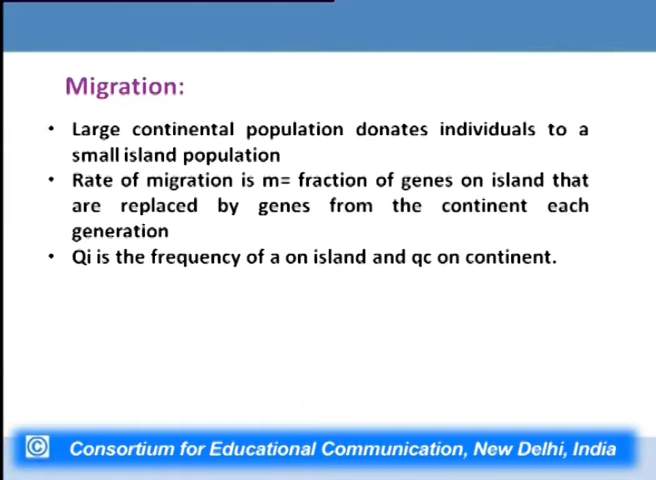 Migration:
• Large continental population donates individuals to a
small island population
• Rate of migration is m= fraction of genes on island that
are replaced by genes from the continent each
generation
• Qi is the frequency of a on island and qc on continent.
© Consortium for Educational Communication, New Delhi, India